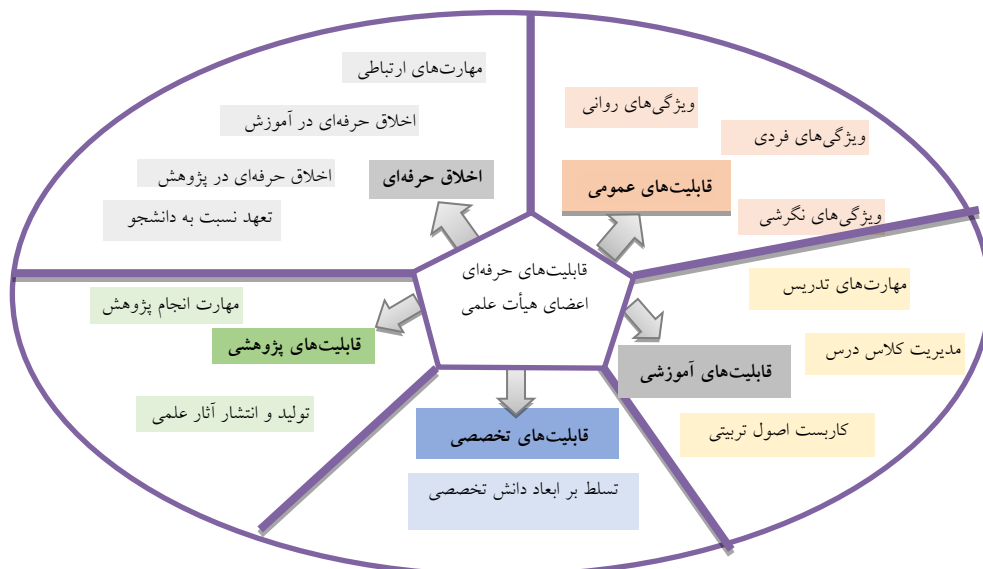 مهارت‌های ارتباطی
اخلاق حرفه‌ای در آموزش
اخلاق حرفه‌ای در پژوهش
تعهد نسبت به دانشجو
اخلاق حرفه‌ای
ویژگی‌های روانی
ویژگی‌های فردی
قابلیت‌های عمومی
ویژگی‌های نگرشی
قابلیت‌های حرفه‌ای
اعضای هیأت علمی
مهارت‌های تدریس
مدیریت کلاس درس
قابلیت‌های آموزشی
کاربست اصول تربیتی
قابلیت‌های تخصصی
تسلط بر ابعاد دانش تخصصی
مهارت انجام پژوهش
قابلیت‌های پژوهشی
تولید و انتشار آثار علمی